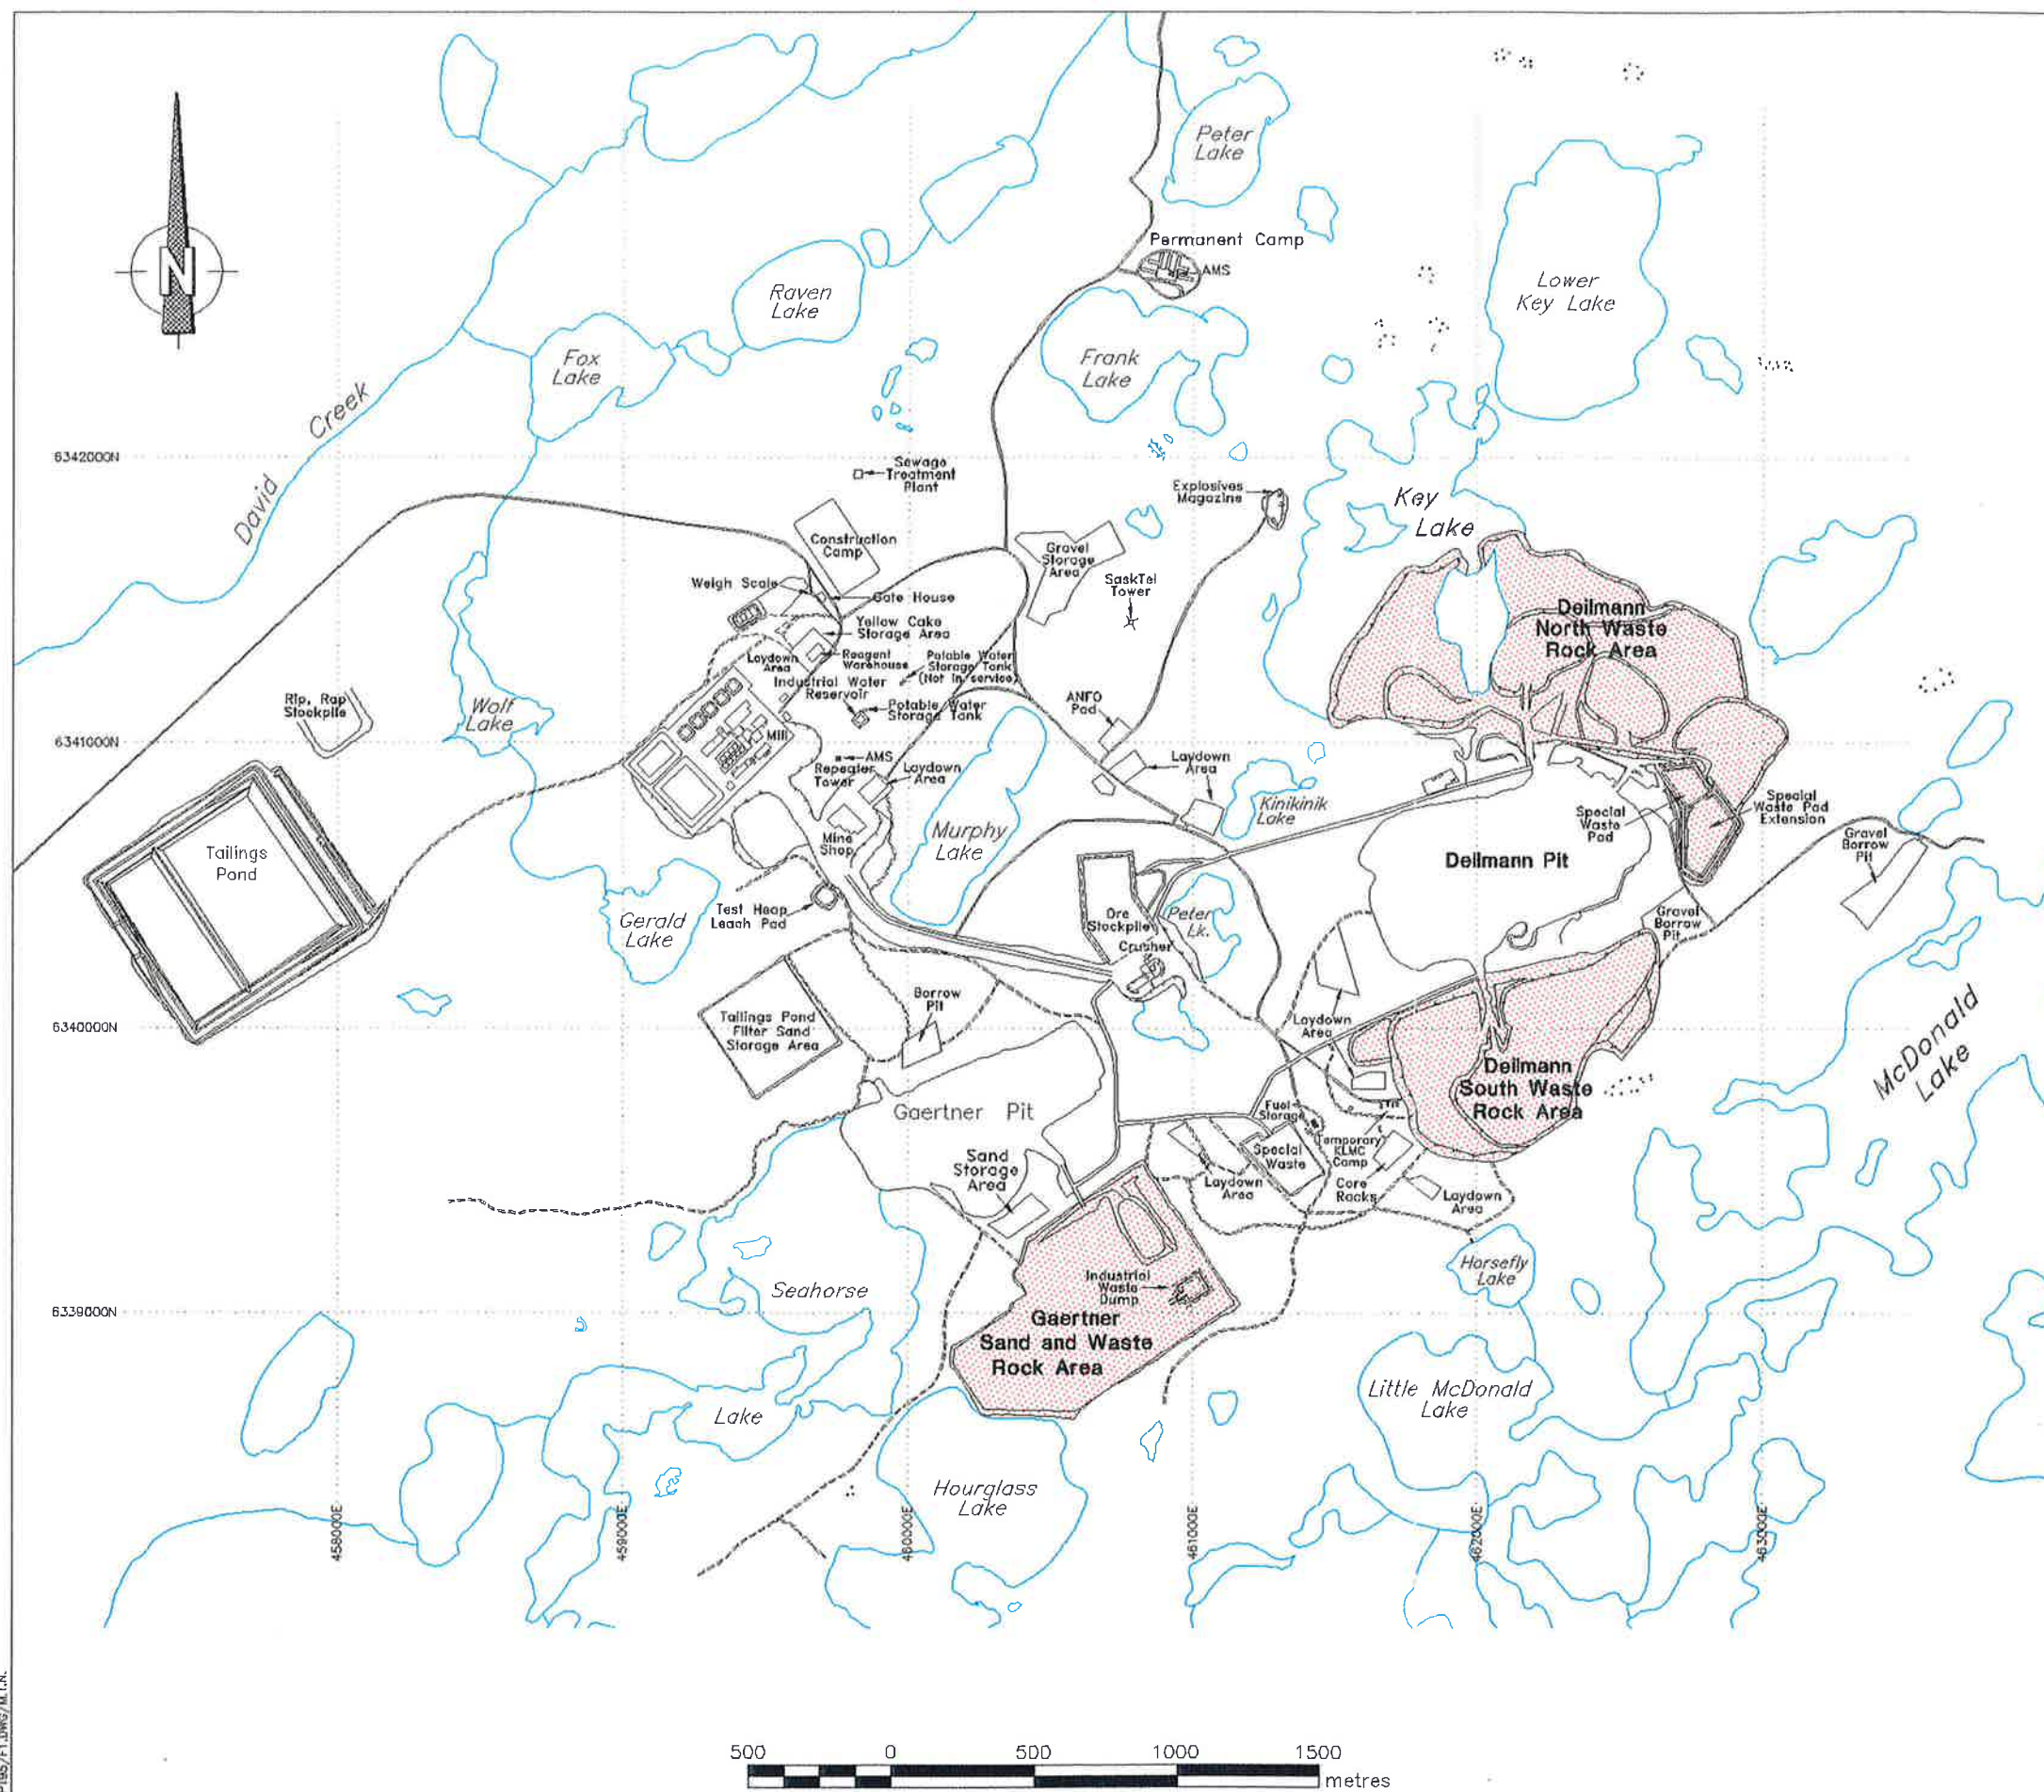 Peter
Lake
N
Permanent Camp
AMS
Lower
Key Lake
Raven
Lake
Fox
Lake
Frank
Lake
David Creek
6342000N
Sewage
Treatment
Plant
Explosives
Magazine
Key
Lake
Construction
Camp
Gravel
Storage
Area
SaskTel
Tower
Weigh Scale
Gate House
Yellow Cake
Storage Area
Deilmann
North Waste
Rock Area
Laydown
Area
Reagent
Warehouse
Potable Water
Storage Tank
(Not in service)
Industrial Water
Reservoir
Potable Water
Storage Tank
Rip, Rap
Stockpile
Wolf
Lake
ANFO
Pad
6341000N
Mill
AMS
Repeater
Tower
Laydown
Area
Laydown
Area
Kinikinik
Lake
Special
Waste
Pad
Special
Waste Pad
Extension
Gravel
Borrow
Pit
Tailings
Pond
Mine
Shop
Murphy
Lake
Deilmann Pit
Gerald
Lake
Test Heap
Leach Pad
Ore
Stockpile
Peter
Lk.
Crusher
Gravel
Borrow
Pit
Borrow
Pit
Tailings Pond
Filter Sand
Storage Area
6340000N
Laydown
Area
McDonald
Lake
Deilmann
South Waste
Rock Area
Gaertner Pit
Fuel
Storage
Temporary
KLMC
Camp
Special
Waste
Sand
Storage
Area
Laydown
Area
Core
Racks
Laydown
Area
Seahorse
Horsefly
Lake
Industrial
Waste
Dump
6339000N
Gaertner
Sand and Waste
Rock Area
Lake
Little McDonald
Lake
Hourglass
Lake
458000E
459000E
460000E
461000E
462000E
463000E
500 0 500 1000 1500
metres